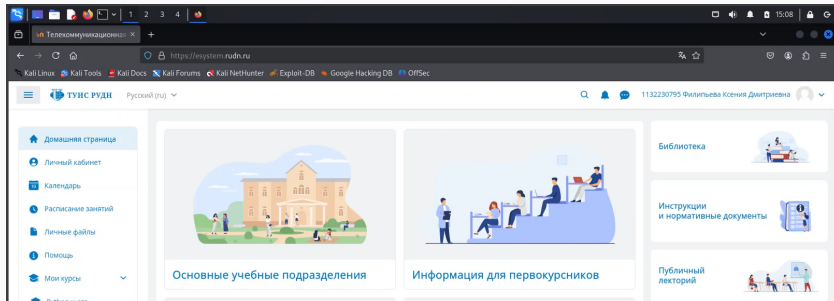 1 2 3 4
15:08
Телекоммуникационная
https://esystem.rudn.ru
Kali Linux Kali Tools Kali Docs Kali Forums Kali NetHunter Exploit-DB Google Hacking DB OffSec
ТУИС РУДН Русский (ru) 1132230795 Филипьева Ксения Дмитриевна
Домашняя страница
Личный кабинет
Календарь
Расписание занятий
Личные файлы
Помощь
Мои курсы
Основные учебные подразделения
Информация для первокурсников
Библиотека
Инструкции
и нормативные документы
Публичный
лекторий